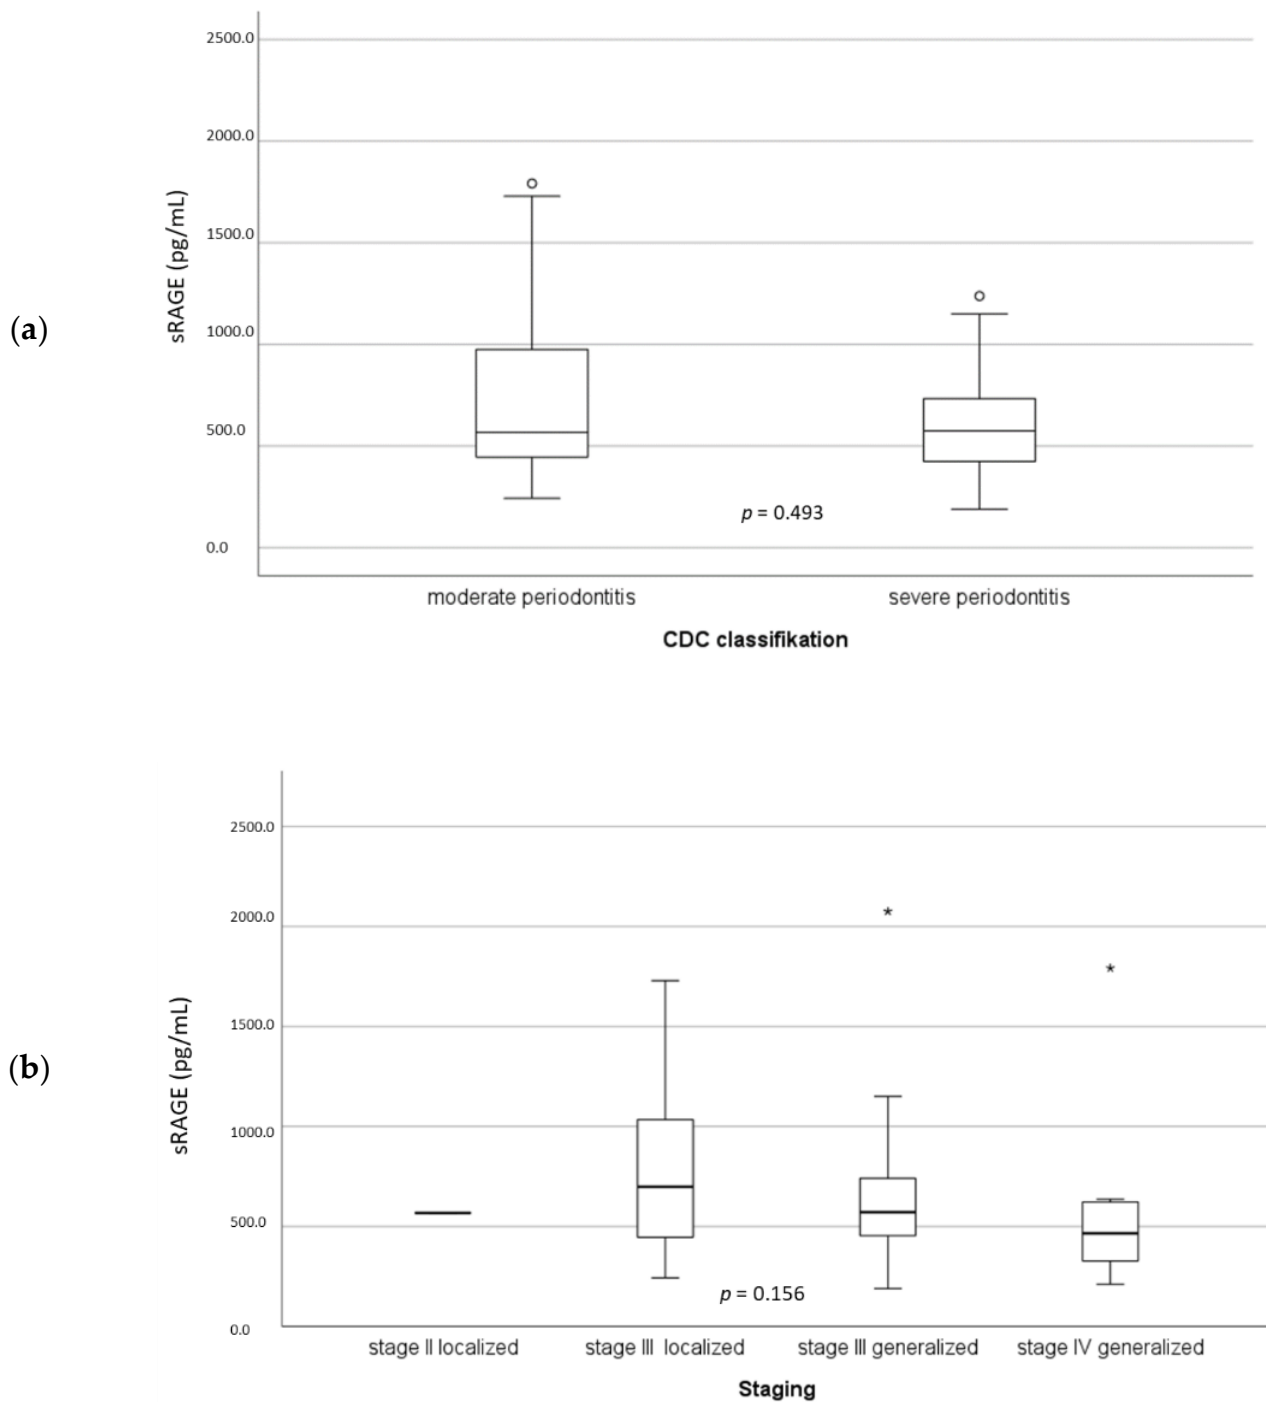 (a)
sRAGE (pg/mL)
2500.0
2000.0
1500.0
1000.0
500.0
0.0
p = 0.493
moderate periodontitis
severe periodontitis
CDC classifikation
(b)
sRAGE (pg/mL)
2500.0
2000.0
1500.0
1000.0
500.0
0.0
*
*
p = 0.156
stage II localized
stage III localized
stage III generalized
stage IV generalized
Staging